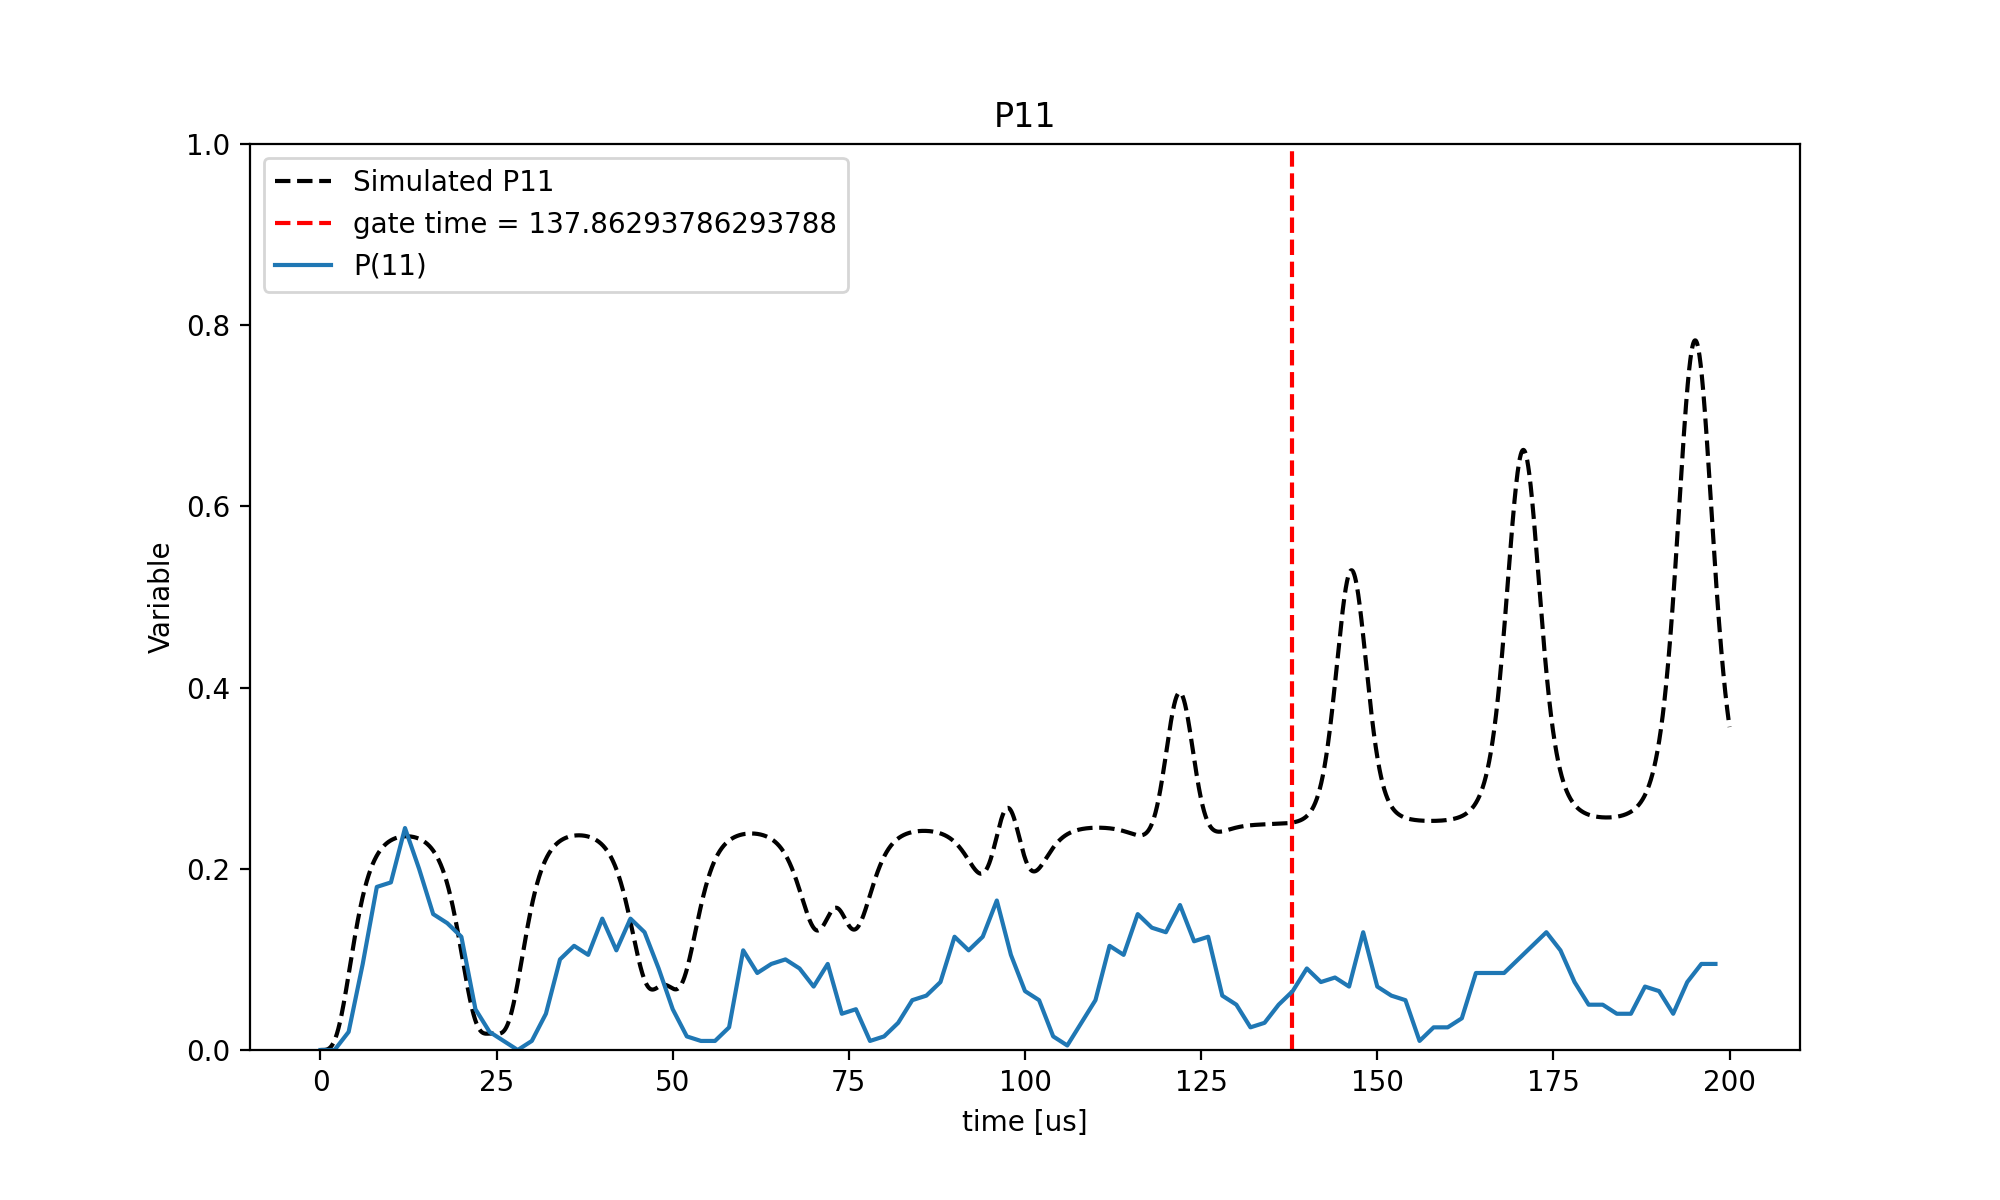 P11
Simulated P11
gate time = 137.86293786293788
P(11)
1.0
0.8
0.6
0.4
0.2
0.0
Variable
0 25 50 75 100 125 150 175 200
time [us]